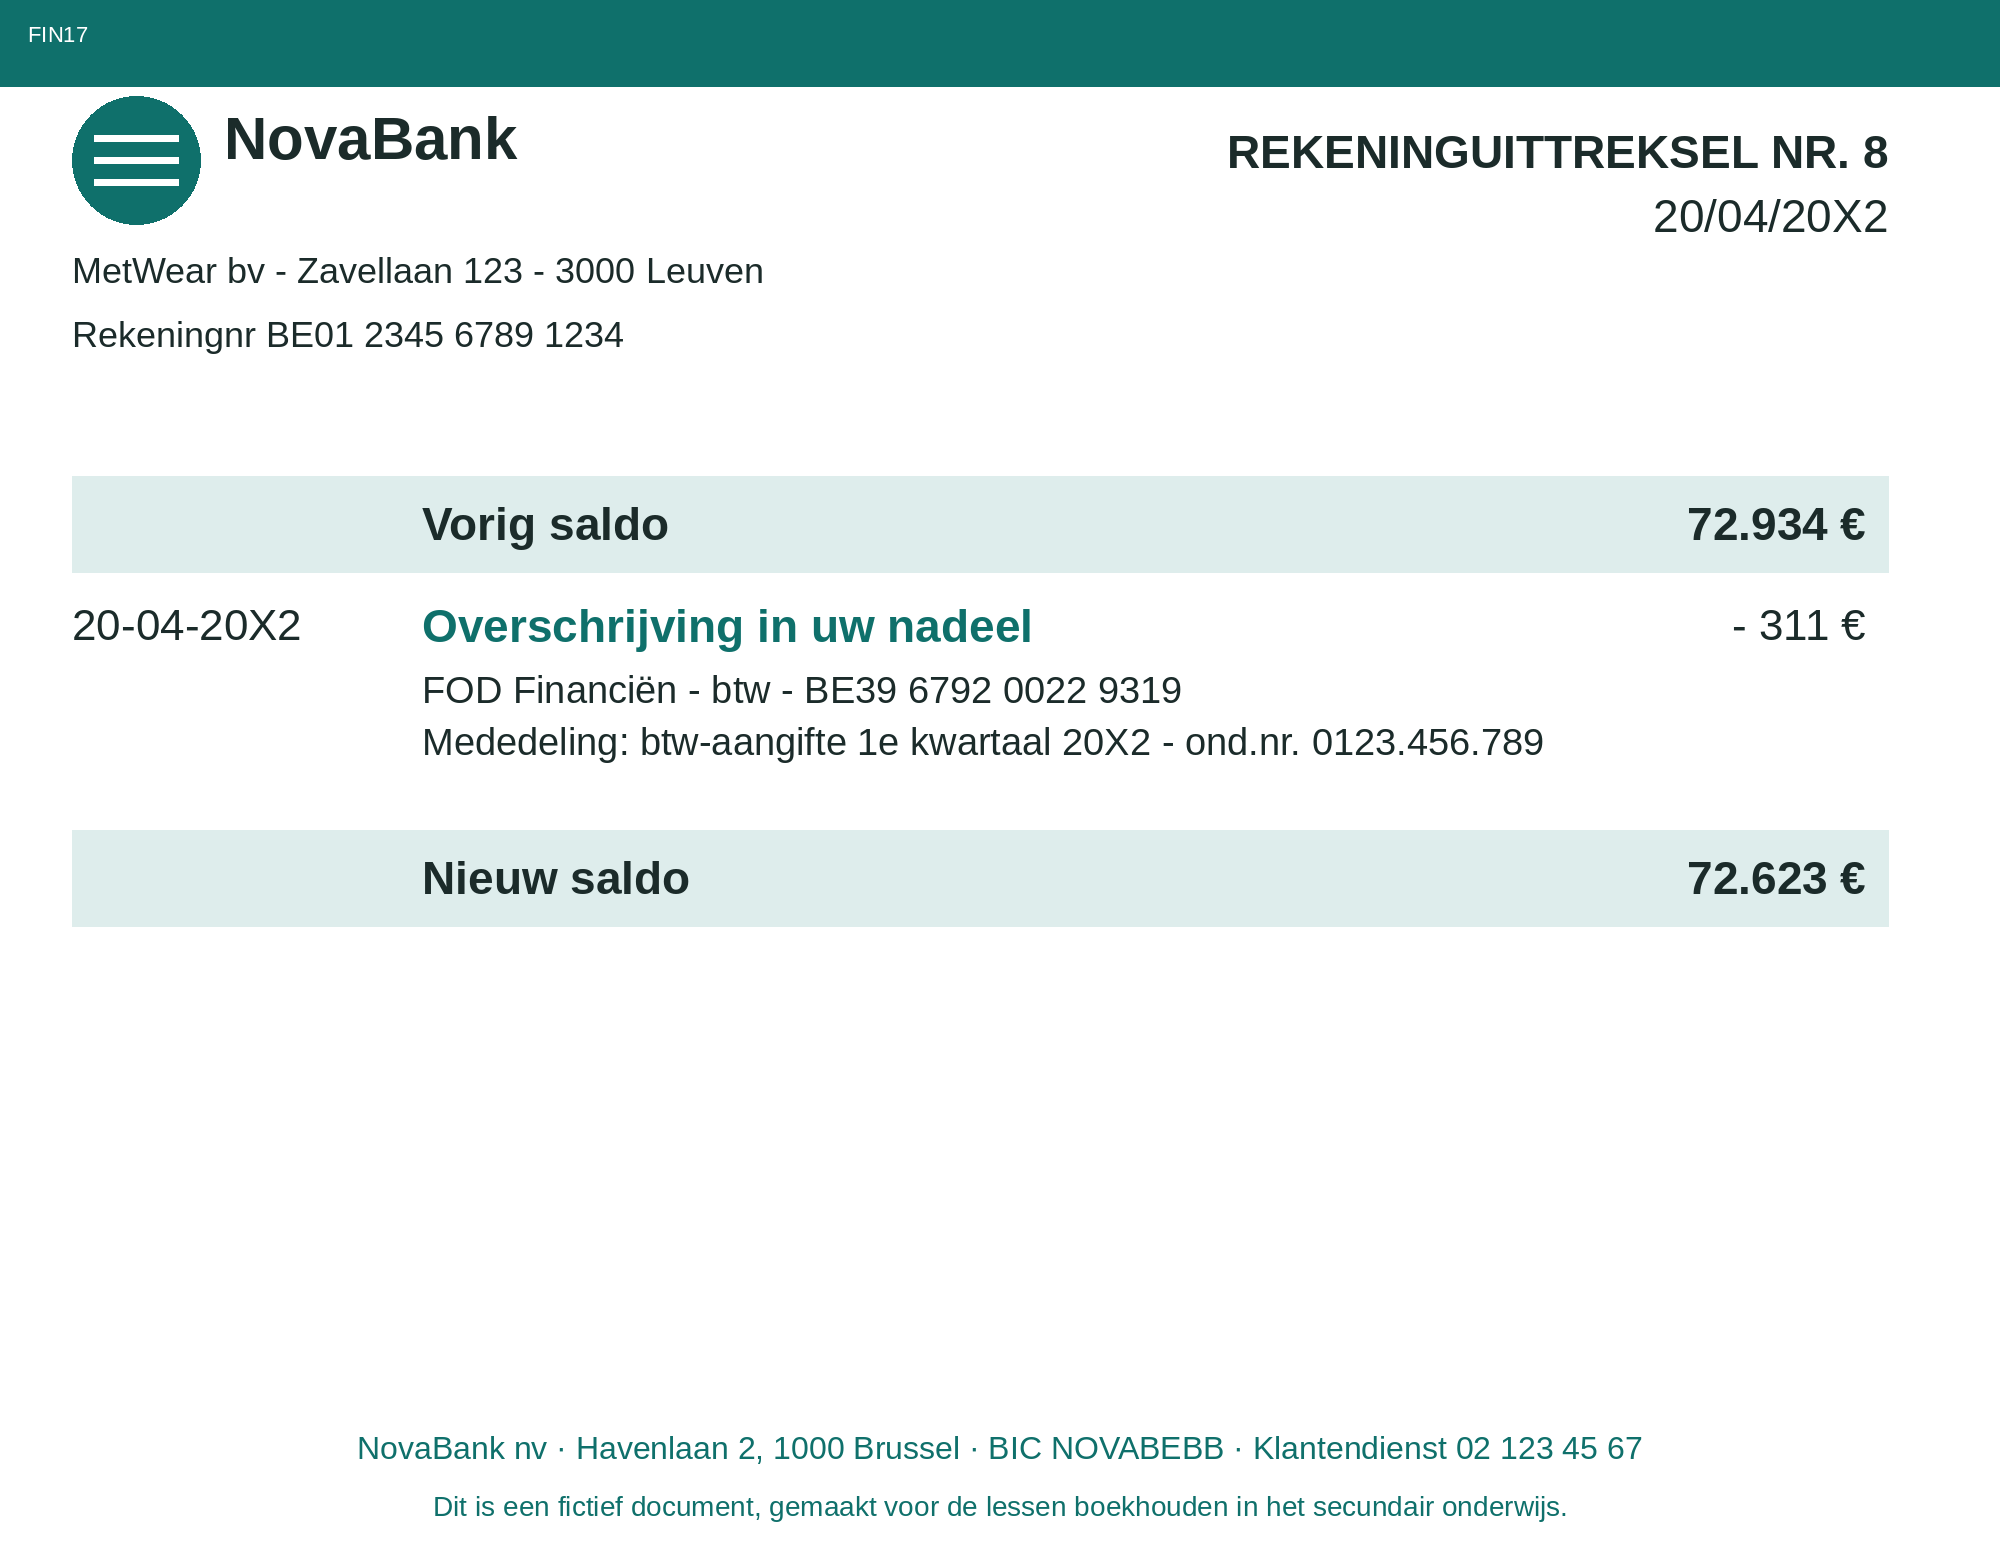 FIN17
NovaBank
REKENINGUITTREKSEL NR. 8
20/04/20X2
MetWear bv - Zavellaan 123 - 3000 Leuven
Rekeningnr BE01 2345 6789 1234
Vorig saldo 72.934 €
20-04-20X2 Overschrijving in uw nadeel - 311 €
FOD Financiën - btw - BE39 6792 0022 9319
Mededeling: btw-aangifte 1e kwartaal 20X2 - ond.nr. 0123.456.789
Nieuw saldo 72.623 €
NovaBank nv · Havenlaan 2, 1000 Brussel · BIC NOVABEBB · Klantendienst 02 123 45 67
Dit is een fictief document, gemaakt voor de lessen boekhouden in het secundair onderwijs.